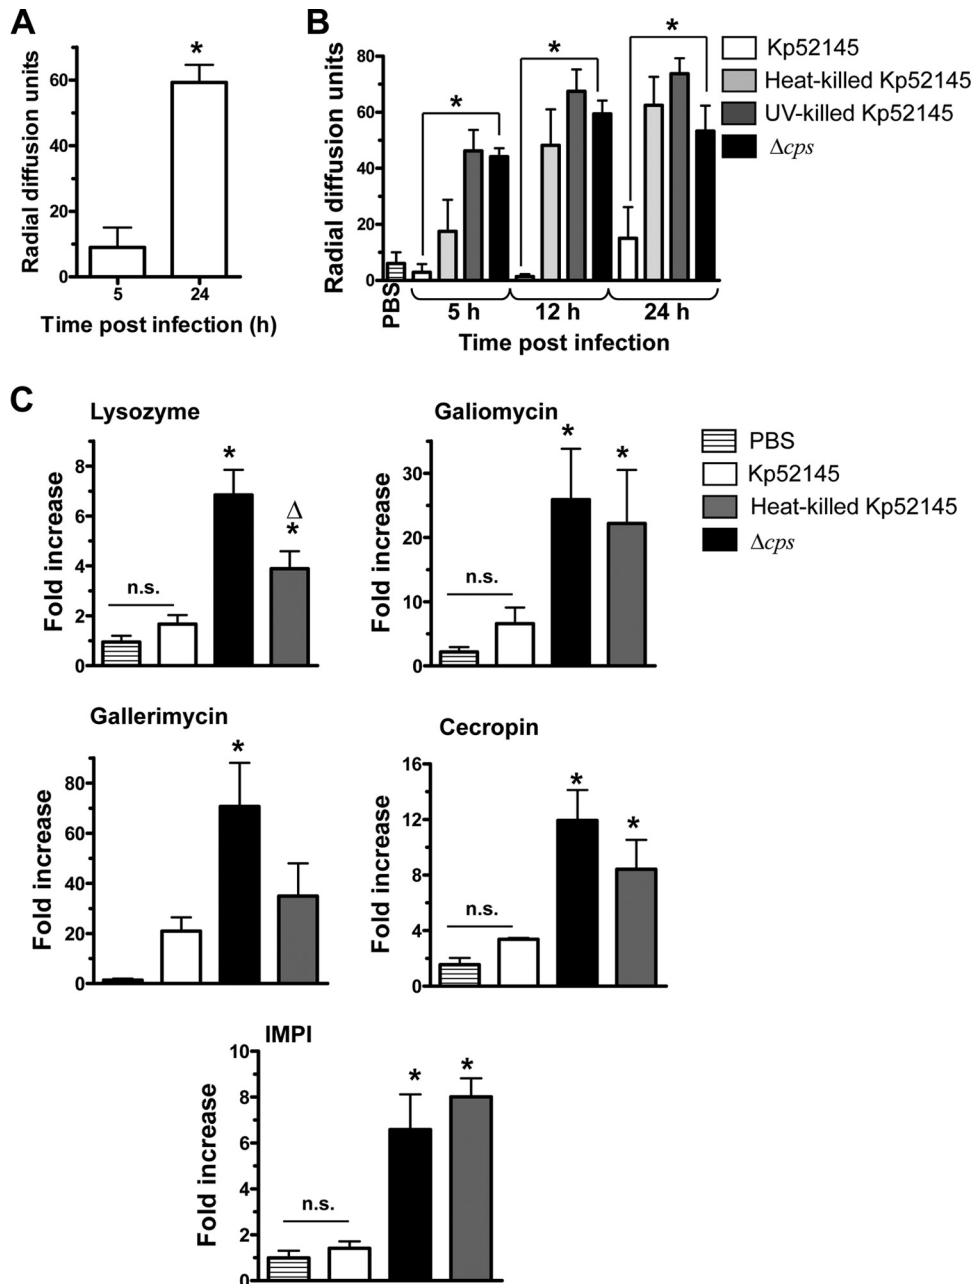 A
Radial diffusion units
60
40
20
0
*
5
24
Time post infection (h)
B
Radial diffusion units
80
60
40
20
0
*
*
*
PBS
5 h
12 h
24 h
Time post infection
Kp52145
Heat-killed Kp52145
UV-killed Kp52145
Δcps
C
Lysozyme
Fold increase
8
6
4
2
0
n.s.
*
Δ
*
Galiomycin
Fold increase
30
20
10
0
n.s.
*
*
PBS
Kp52145
Heat-killed Kp52145
Δcps
Gallerimycin
Fold increase
80
60
40
20
0
*
Cecropin
Fold increase
16
12
8
4
0
n.s.
*
*
IMPI
Fold increase
10
8
6
4
2
0
n.s.
*
*